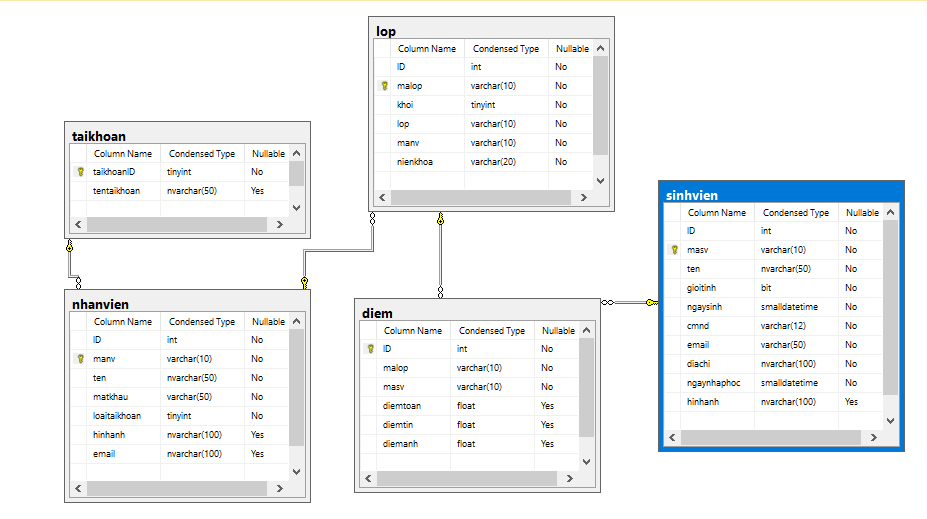 lop
Column Name Condensed Type Nullable
ID int No
malop varchar(10) No
khoi tinyint No
lop varchar(10) No
manv varchar(10) No
nienkhoa varchar(20) No
taikhoan
Column Name Condensed Type Nullable
taikhoanID tinyint No
tentaikhoan nvarchar(50) Yes
sinhvien
Column Name Condensed Type Nullable
ID int No
masv varchar(10) No
ten nvarchar(50) No
gioitinh bit No
ngaysinh smalldatetime No
cmnd varchar(12) No
email varchar(50) No
diachi nvarchar(100) No
ngaynhaphoc smalldatetime No
hinhanh nvarchar(100) Yes
nhanvien
Column Name Condensed Type Nullable
ID int No
manv varchar(10) No
ten nvarchar(50) No
matkhau varchar(50) No
loaitaikhoan tinyint No
hinhanh nvarchar(100) Yes
email nvarchar(100) Yes
diem
Column Name Condensed Type Nullable
ID int No
malop varchar(10) No
masv varchar(10) No
diemtoan float Yes
diemtin float Yes
diemanh float Yes